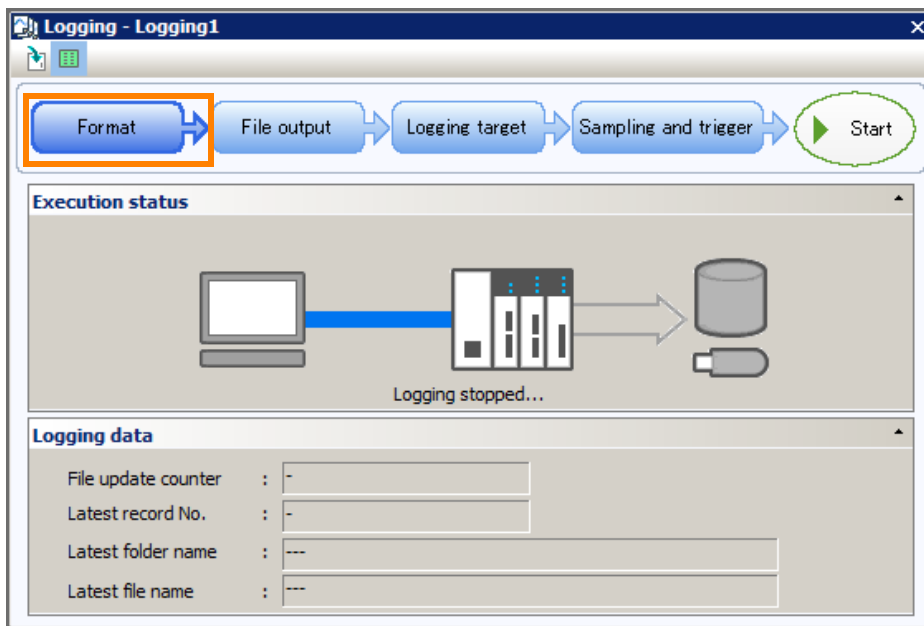 Logging - Logging1
Format File output Logging target Sampling and trigger Start
Execution status
Logging stopped...
Logging data
File update counter : -
Latest record No. : -
Latest folder name : ---
Latest file name : ---